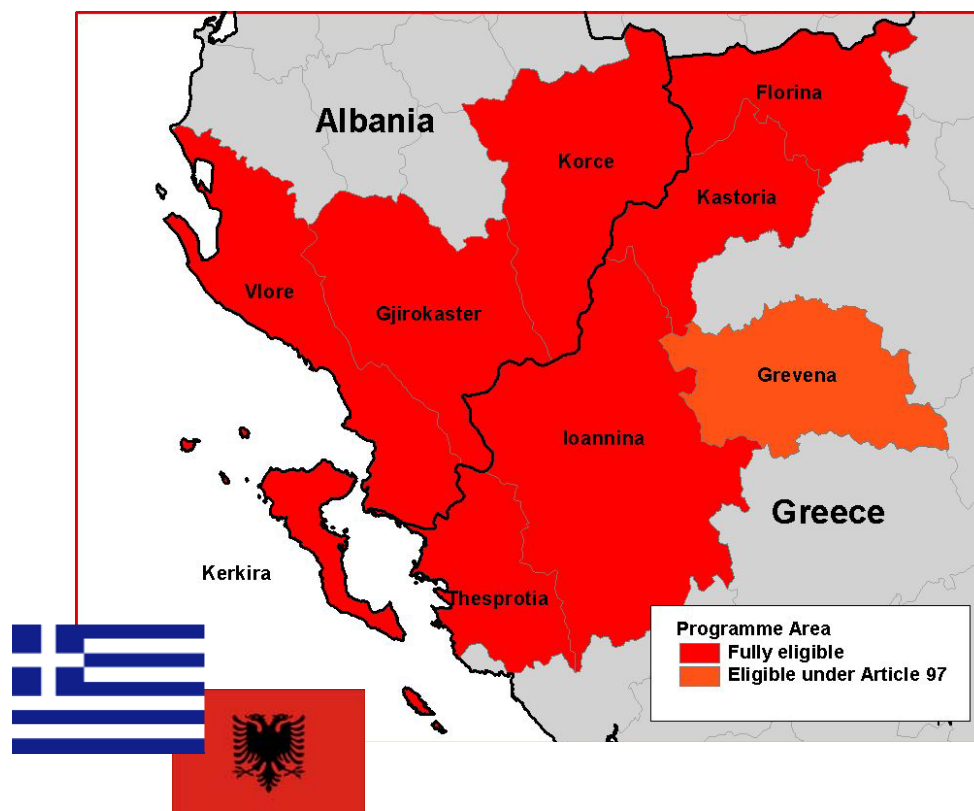 Florina
Albania
Korce
Kastoria
Vlore
Gjirokaster
Grevena
Ioannina
Greece
Kerkira
Thesprotia
Programme Area
Fully eligible
Eligible under Article 97